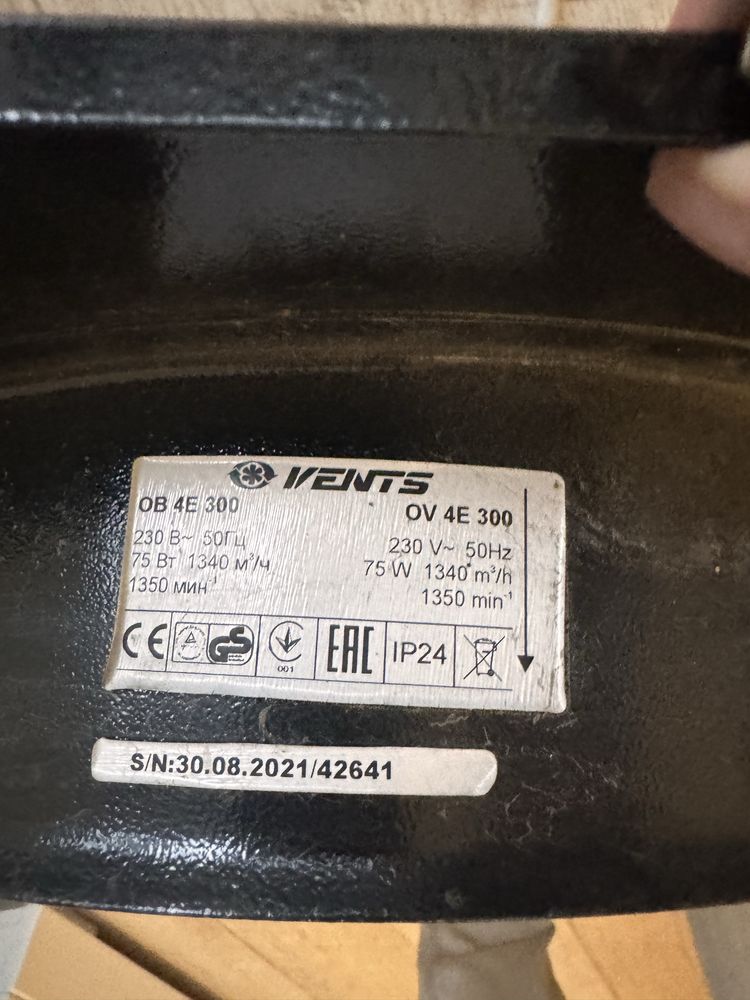 VENTS
ОВ 4Е 300
230 В~ 50Гц
75 Вт 1340 м³/ч
1350 мин⁻¹
OV 4E 300
230 V~ 50Hz
75 W 1340 m³/h
1350 min⁻¹
CE GS 001 EAC IP24
S/N:30.08.2021/42641